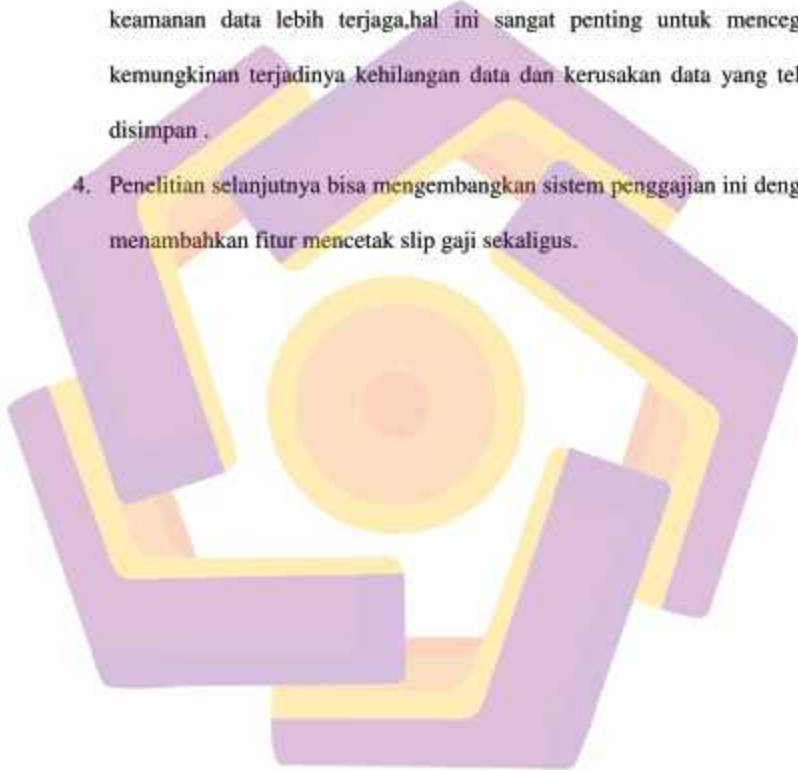 keamanan data lebih terjaga,hal ini sangat penting untuk menceg
kemungkinan terjadinya kehilangan data dan kerusakan data yang tel
disimpan .
4. Penelitian selanjutnya bisa mengembangkan sistem penggajian ini deng
menambahkan fitur mencetak slip gaji sekaligus.